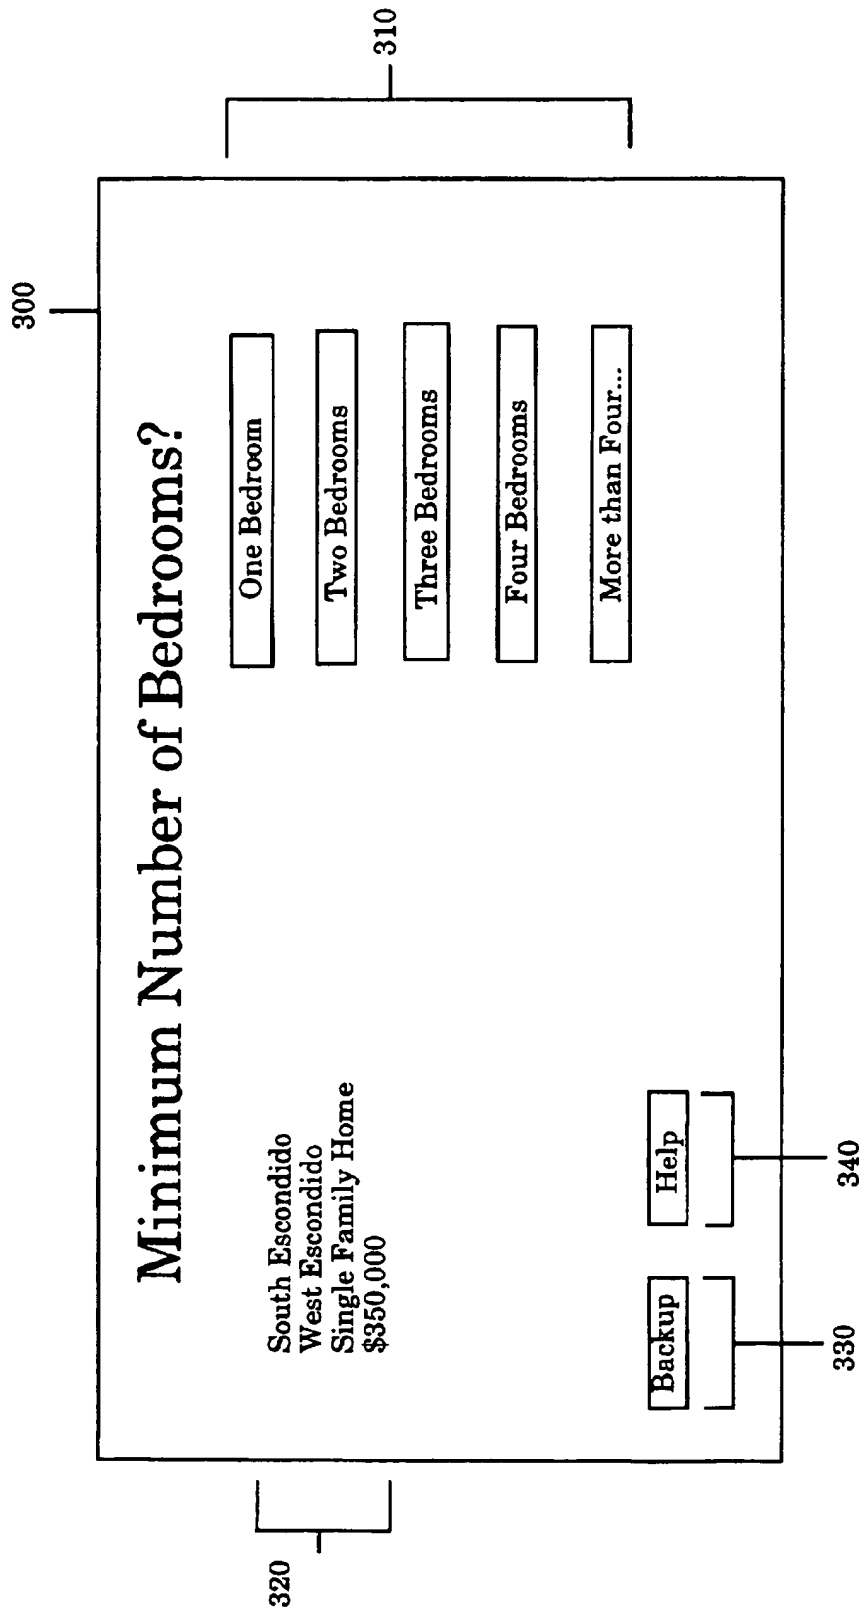 300
Minimum Number of Bedrooms?
320
South Escondido
West Escondido
Single Family Home
$350,000
One Bedroom
Two Bedrooms
Three Bedrooms
Four Bedrooms
More than Four...
310
Backup
Help
330
340